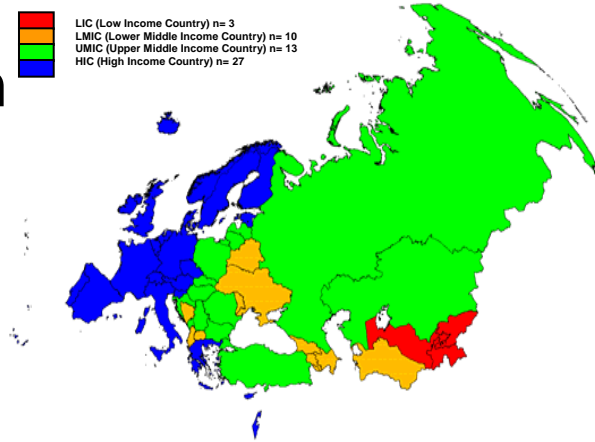 LIC (Low Income Country) n= 3
LMIC (Lower Middle Income Country) n= 10
UMIC (Upper Middle Income Country) n= 13
HIC (High Income Country) n= 27